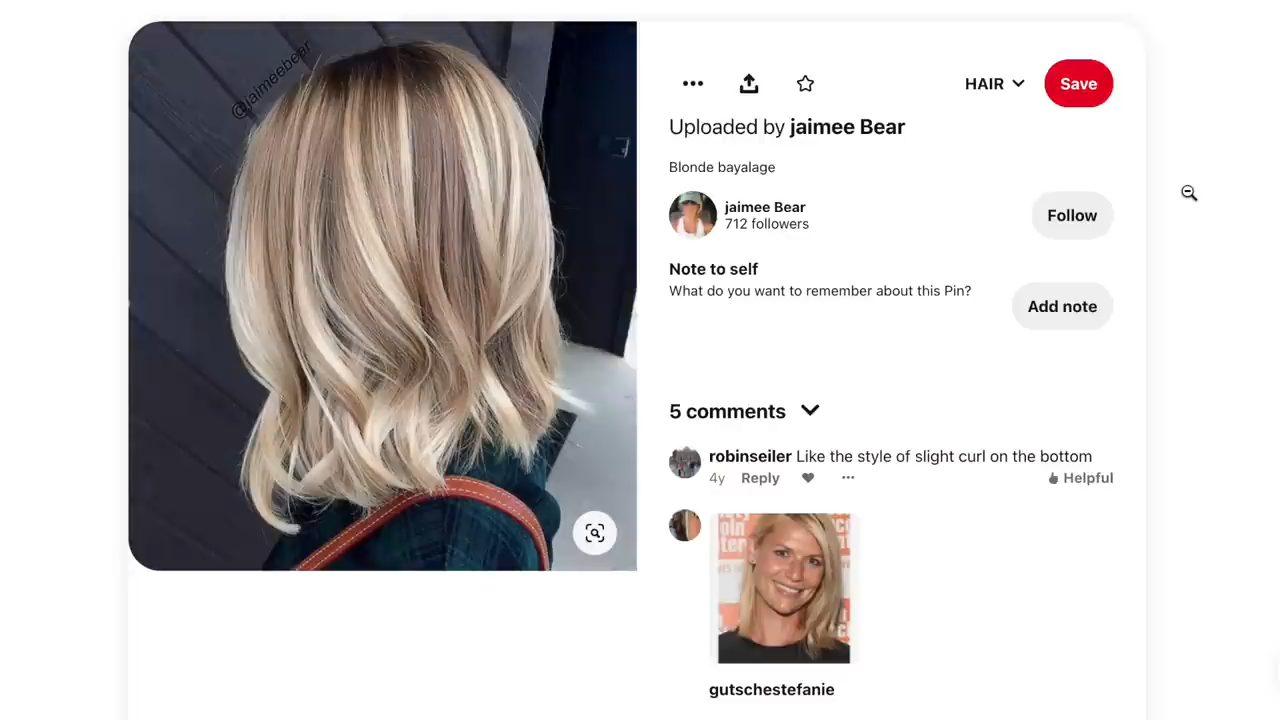 @jaimeebear
HAIR
Save
Uploaded by jaimee Bear
Blonde bayalage
jaimee Bear
712 followers
Follow
Note to self
What do you want to remember about this Pin?
Add note
5 comments
robinseiler Like the style of slight curl on the bottom
4y Reply
Helpful
gutschestefanie